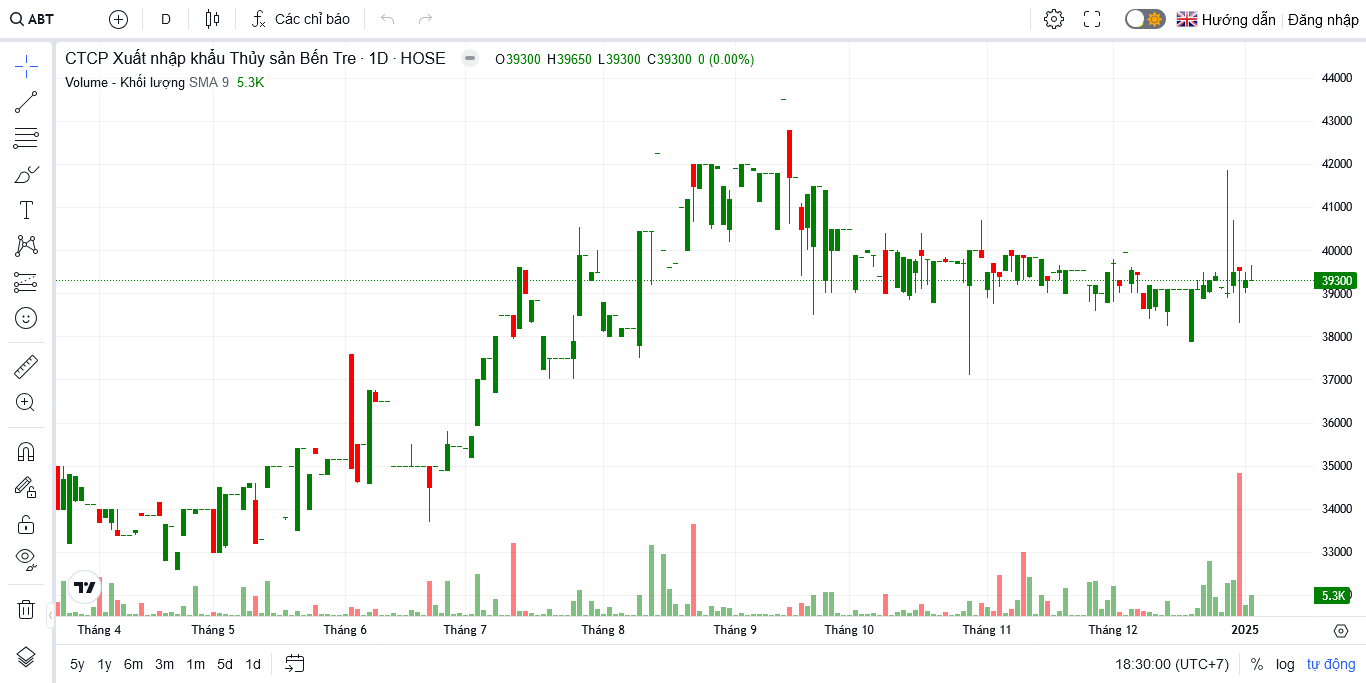 ABT D Các chỉ báo Hướng dẫn Đăng nhập
CTCP Xuất nhập khẩu Thủy sản Bến Tre · 1D · HOSE O39300 H39650 L39300 C39300 0 (0.00%)
Volume - Khối lượng SMA 9 5.3K
44000
43000
42000
41000
40000
39300
39000
38000
37000
36000
35000
34000
33000
5.3K
Tháng 4 Tháng 5 Tháng 6 Tháng 7 Tháng 8 Tháng 9 Tháng 10 Tháng 11 Tháng 12 2025
5y 1y 6m 3m 1m 5d 1d 18:30:00 (UTC+7) % log tự động